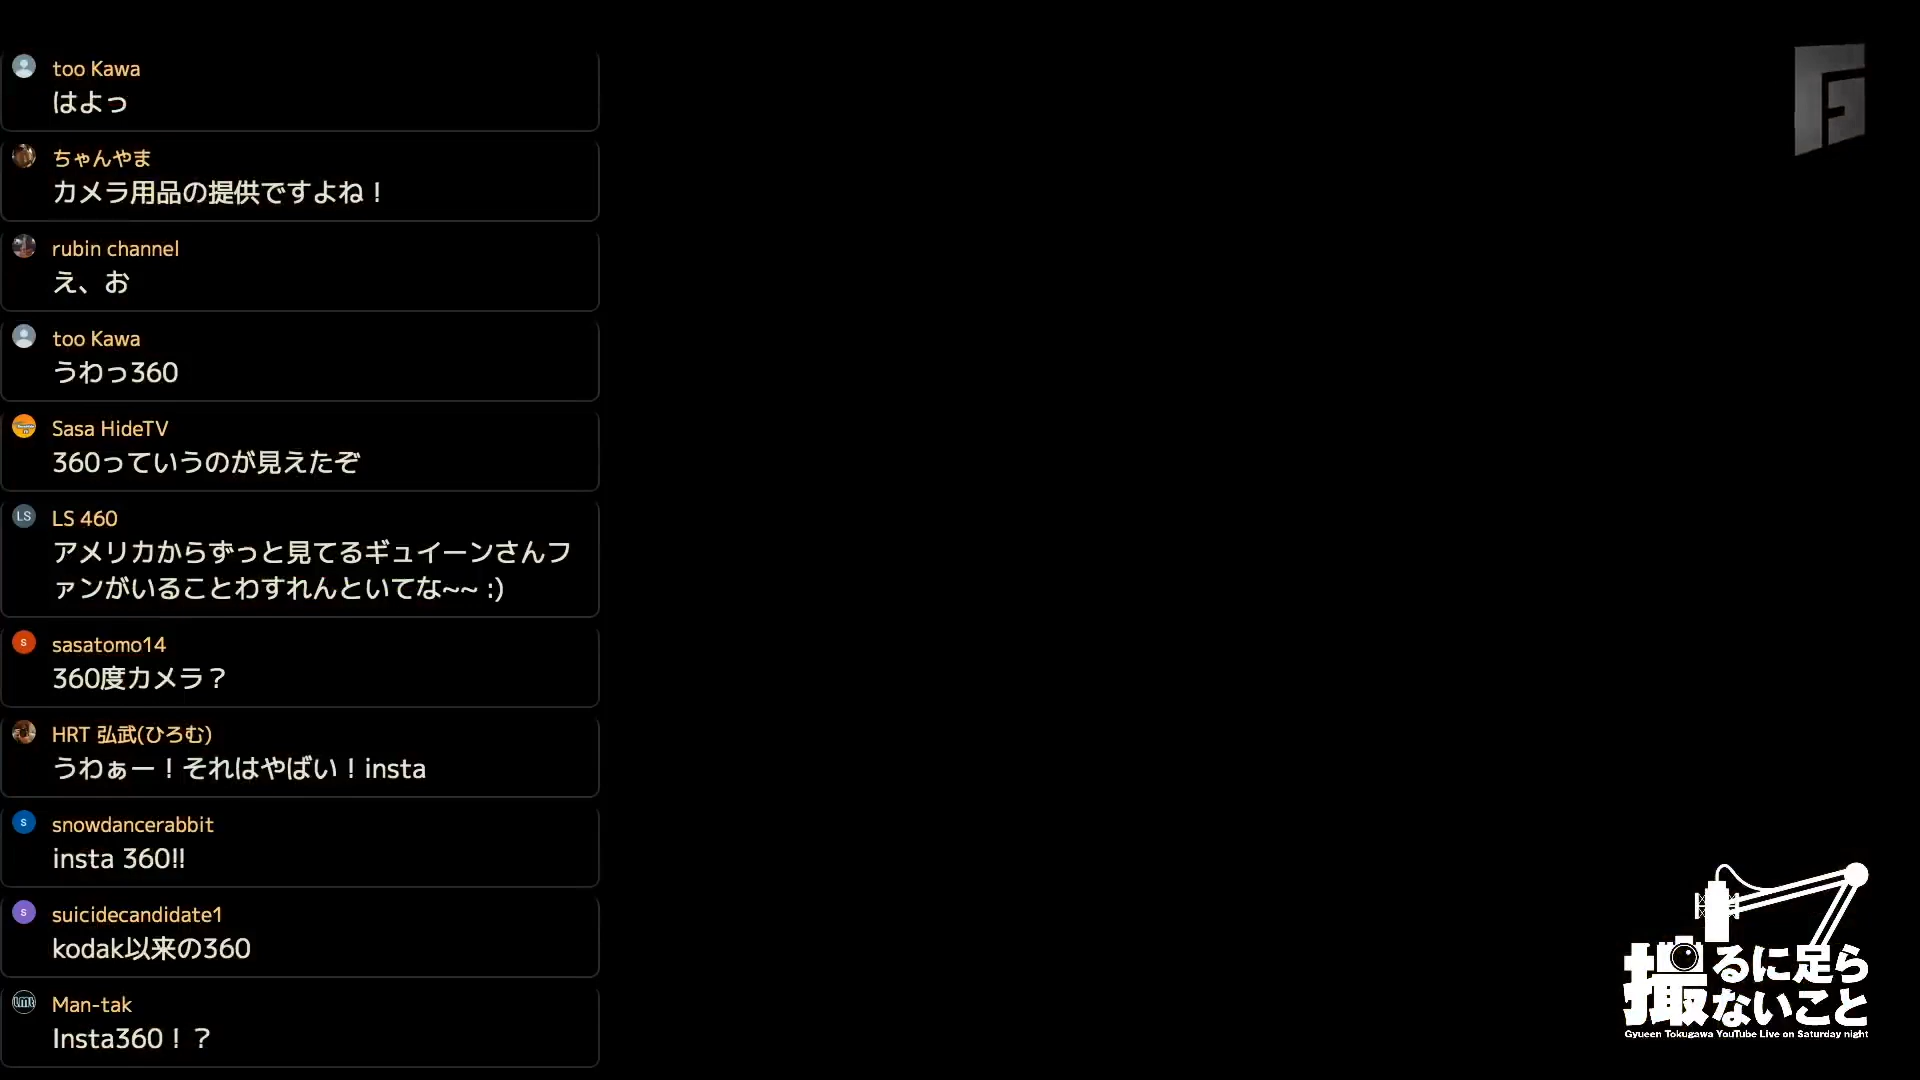 too Kawa
はよっ
ちゃんやま
カメラ用品の提供ですよね！
rubin channel
え、お
too Kawa
うわっ360
Sasa HideTV
360っていうのが見えたぞ
LS
LS 460
アメリカからずっと見てるギュイーンさんフ
ァンがいることわすれんといてな~~ :)
s
sasatomo14
360度カメラ？
HRT 弘武(ひろむ)
うわぁー！それはやばい！insta
s
snowdancerabbit
insta 360!!
s
suicidecandidate1
kodak以来の360
Man-tak
Insta360！？
撮るに足ら
ないこと
Gyueen Tokugawa YouTube Live on Saturday night